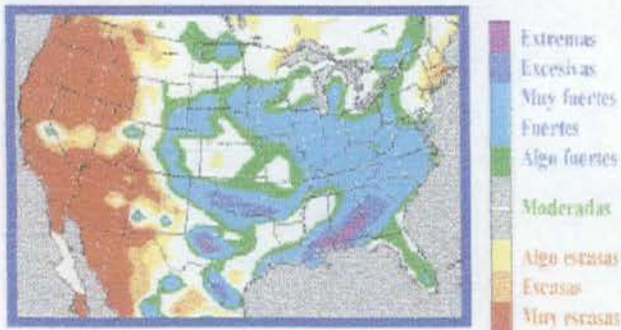 Extremas
Excesivas
Muy fuertes
Fuertes
Algo fuertes
Moderadas
Algo escasas
Escasas
Muy escasas